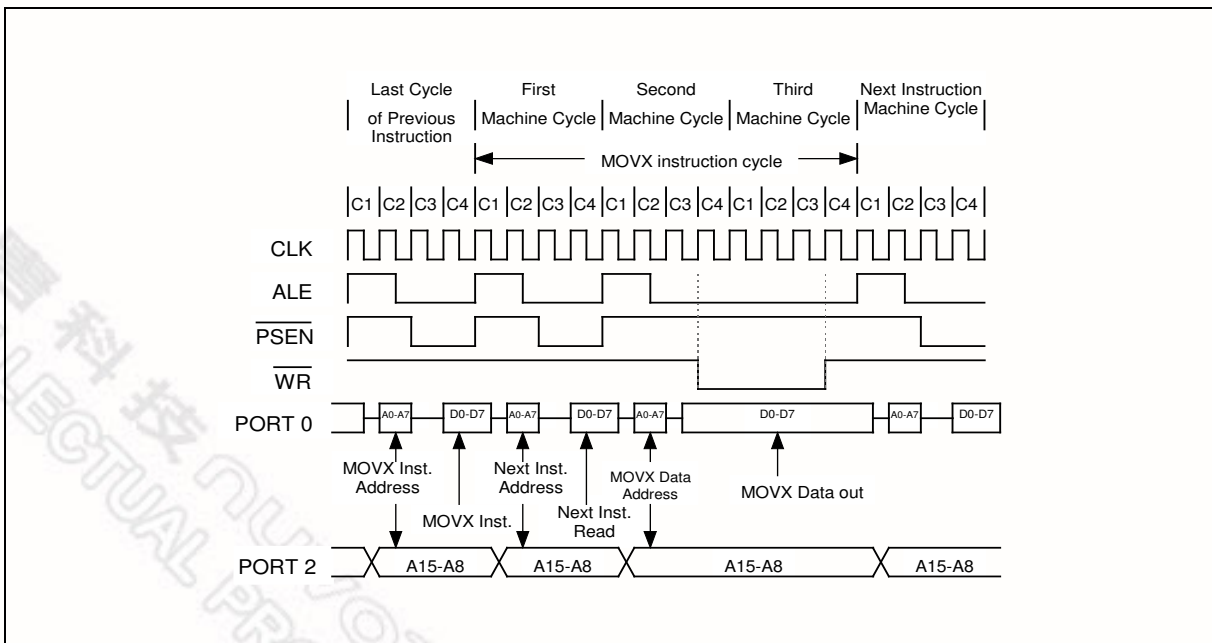 Last Cycle First Second Third Next Instruction
of Previous Machine Cycle Machine Cycle Machine Cycle Machine Cycle
Instruction
MOVX instruction cycle
C1 C2 C3 C4 C1 C2 C3 C4 C1 C2 C3 C4 C1 C2 C3 C4 C1 C2 C3 C4
CLK
ALE
PSEN
WR
PORT 0 A0-A7 D0-D7 A0-A7 D0-D7 A0-A7 D0-D7 A0-A7 D0-D7
MOVX Inst.
Address
MOVX Inst.
Next Inst.
Address
Next Inst.
Read
MOVX Data
Address
MOVX Data out
PORT 2 A15-A8 A15-A8 A15-A8 A15-A8
科技
LECTUAL PRO